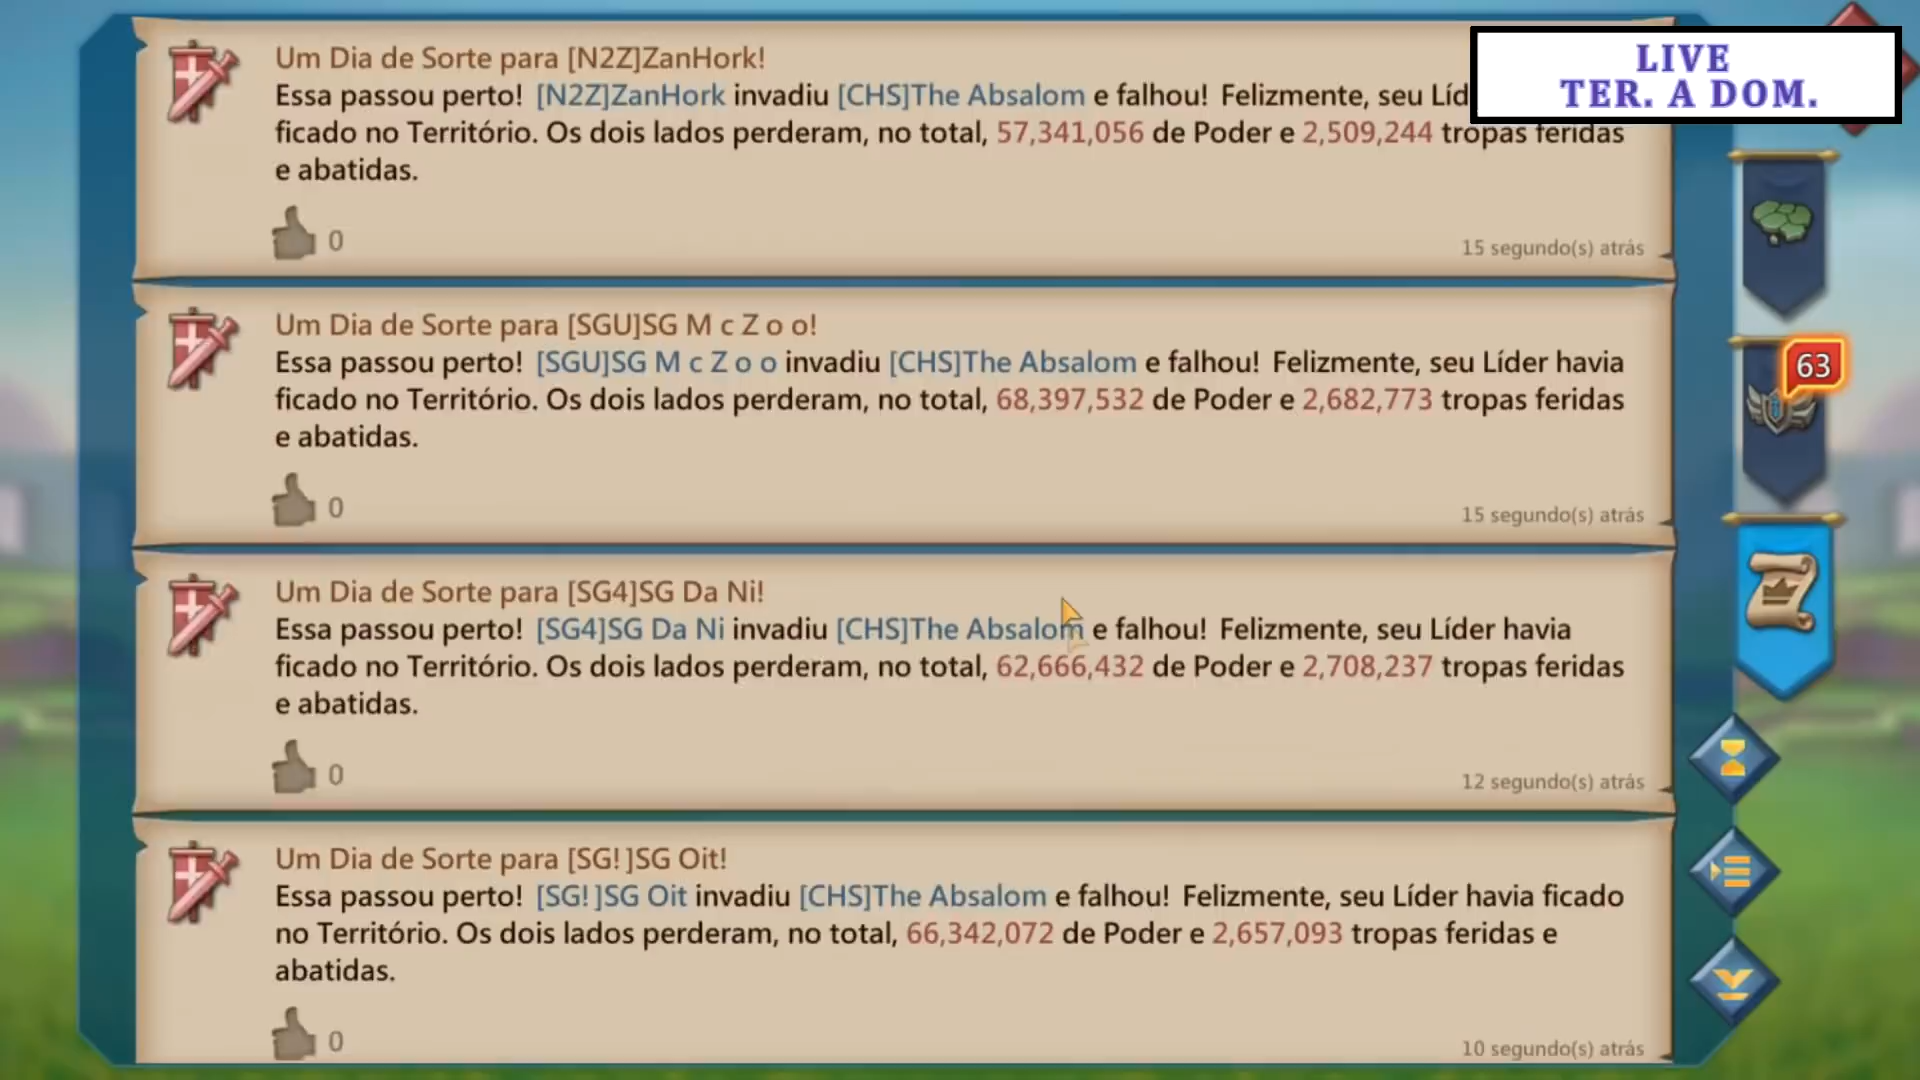 Um Dia de Sorte para [N2Z]ZanHork!
Essa passou perto! [N2Z]ZanHork invadiu [CHS]The Absalom e falhou! Felizmente, seu Líd
ficado no Território. Os dois lados perderam, no total, 57,341,056 de Poder e 2,509,244 tropas feridas
e abatidas.
0
15 segundo(s) atrás
LIVE
TER. A DOM.
Um Dia de Sorte para [SGU]SG M c Z o o!
Essa passou perto! [SGU]SG M c Z o o invadiu [CHS]The Absalom e falhou! Felizmente, seu Líder havia
ficado no Território. Os dois lados perderam, no total, 68,397,532 de Poder e 2,682,773 tropas feridas
e abatidas.
0
15 segundo(s) atrás
63
Um Dia de Sorte para [SG4]SG Da Ni!
Essa passou perto! [SG4]SG Da Ni invadiu [CHS]The Absalom e falhou! Felizmente, seu Líder havia
ficado no Território. Os dois lados perderam, no total, 62,666,432 de Poder e 2,708,237 tropas feridas
e abatidas.
0
12 segundo(s) atrás
Um Dia de Sorte para [SG! ]SG Oit!
Essa passou perto! [SG! ]SG Oit invadiu [CHS]The Absalom e falhou! Felizmente, seu Líder havia ficado
no Território. Os dois lados perderam, no total, 66,342,072 de Poder e 2,657,093 tropas feridas e
abatidas.
0
10 segundo(s) atrás